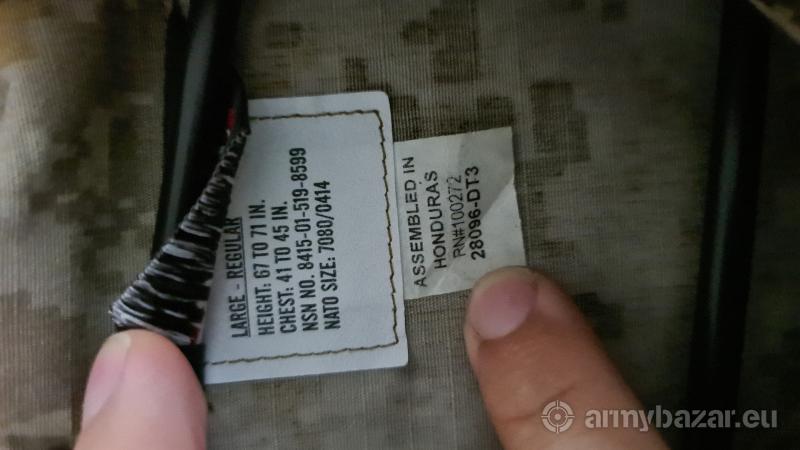 LARGE - REGULAR
HEIGHT: 67 TO 71 IN.
CHEST: 41 TO 45 IN.
NSN NO. 8415-01-519-8599
NATO SIZE: 7080/0414
ASSEMBLED IN
HONDURAS
PN#100272
28096-DT3
armybazar.eu